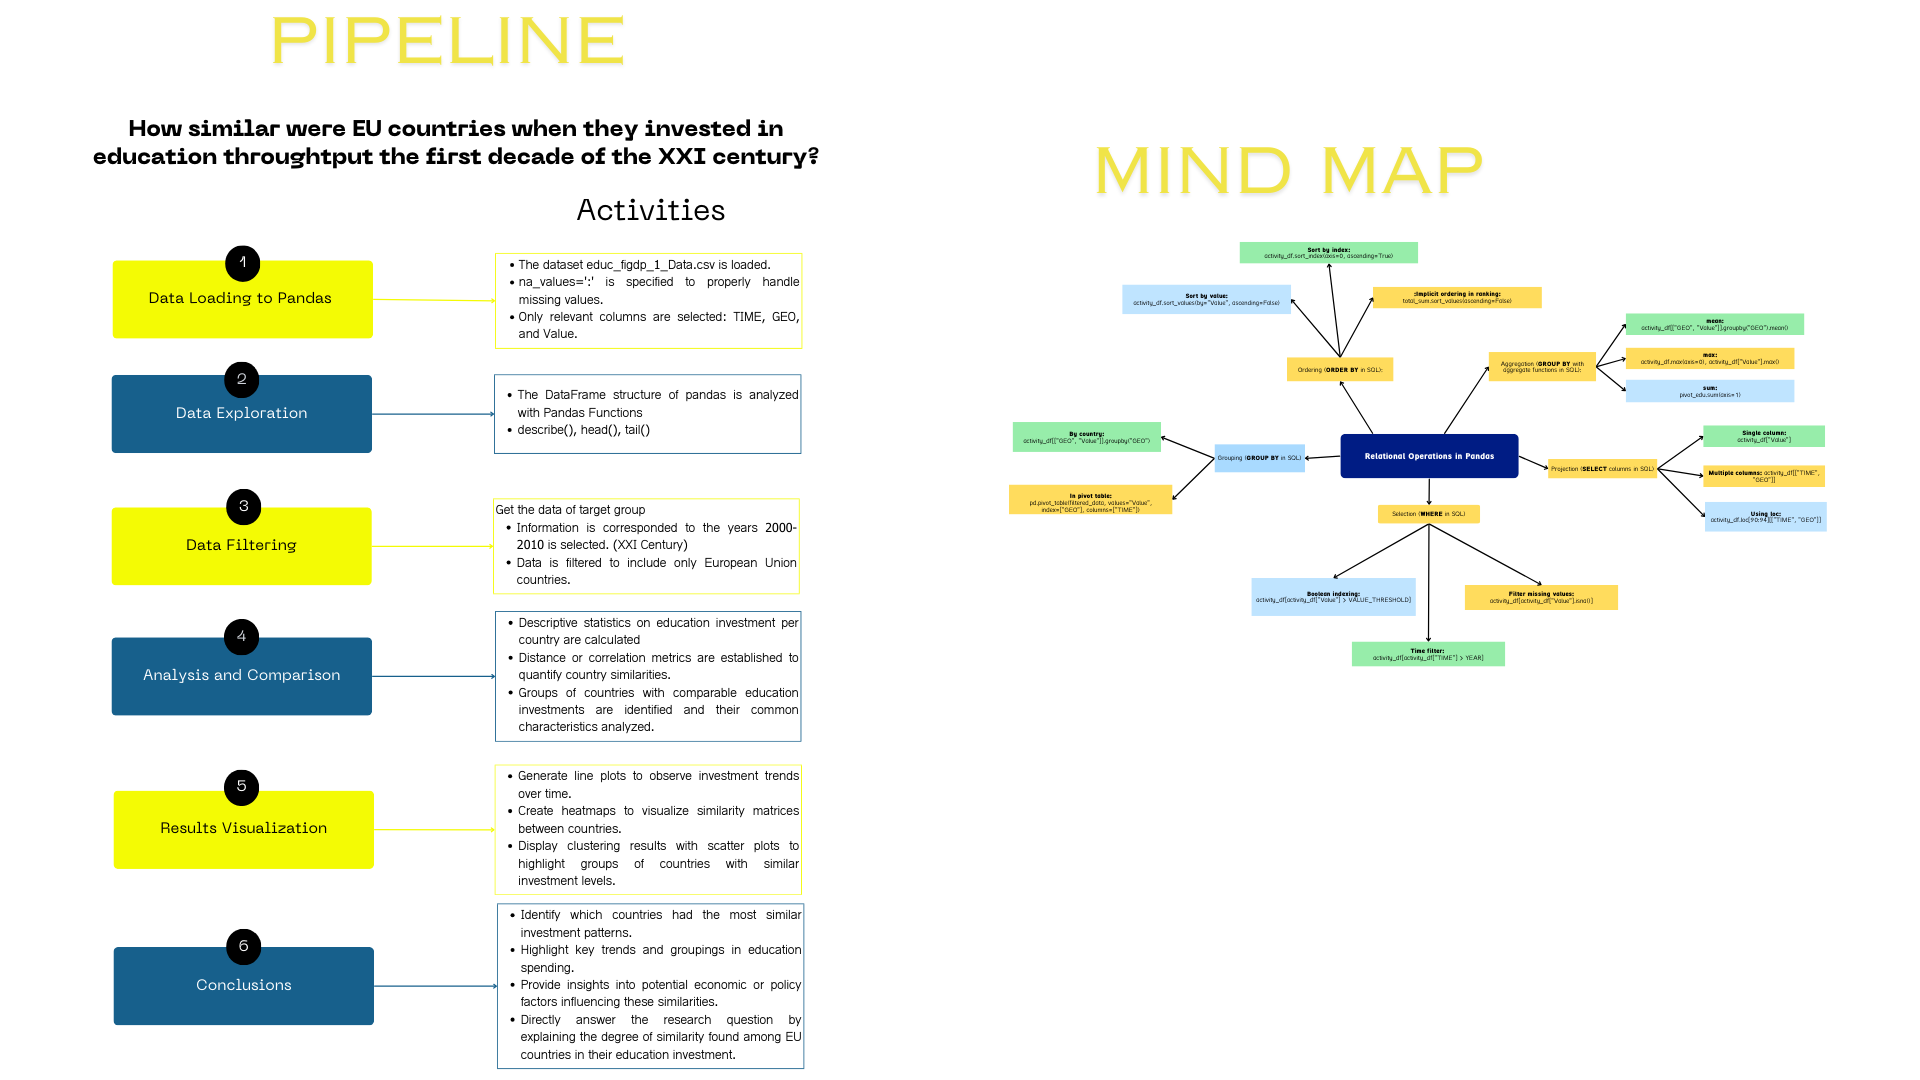 PIPELINE
How similar were EU countries when they invested in
education throughtput the first decade of the XXI century?
Activities
1
Data Loading to Pandas
• The dataset educ_figdp_1_Data.csv is loaded.
• na_values=':' is specified to properly handle
missing values.
• Only relevant columns are selected: TIME, GEO,
and Value.
2
Data Exploration
• The DataFrame structure of pandas is analyzed
with Pandas Functions
• describe(), head(), tail()
3
Data Filtering
Get the data of target group
• Information is corresponded to the years 2000-
2010 is selected. (XXI Century)
• Data is filtered to include only European Union
countries.
4
Analysis and Comparison
• Descriptive statistics on education investment per
country are calculated
• Distance or correlation metrics are established to
quantify country similarities.
• Groups of countries with comparable education
investments are identified and their common
characteristics analyzed.
5
Results Visualization
• Generate line plots to observe investment trends
over time.
• Create heatmaps to visualize similarity matrices
between countries.
• Display clustering results with scatter plots to
highlight groups of countries with similar
investment levels.
6
Conclusions
• Identify which countries had the most similar
investment patterns.
• Highlight key trends and groupings in education
spending.
• Provide insights into potential economic or policy
factors influencing these similarities.
• Directly answer the research question by
explaining the degree of similarity found among EU
countries in their education investment.
MIND MAP
Sort by index:
activity_df.sort_index(axis=0, ascending=True)
Sort by value:
activity_df.sort_values(by="Value", ascending=False)
:Implicit ordering in ranking:
total_sum.sort_values(ascending=False)
Ordering (ORDER BY in SQL):
mean:
activity_df[["GEO", "Value"]].groupby("GEO").mean()
Aggregation (GROUP BY with
aggregate functions in SQL):
max:
activity_df.max(axis=0), activity_df["Value"].max()
sum:
pivot_edu.sum(axis=1)
By country:
activity_df[["GEO", "Value"]].groupby("GEO")
Grouping (GROUP BY in SQL)
In pivot table:
pd.pivot_table(filtered_data, values="Value",
index=["GEO"], columns=["TIME"])
Relational Operations in Pandas
Projection (SELECT columns in SQL)
Single column:
activity_df["Value"]
Multiple columns: activity_df[["TIME",
"GEO"]]
Using loc:
activity_df.loc[90:94][["TIME", "GEO"]]
Selection (WHERE in SQL)
Boolean indexing:
activity_df[activity_df["Value"] > VALUE_THRESHOLD]
Filter missing values:
activity_df[activity_df["Value"].isna()]
Time filter:
activity_df[activity_df["TIME"] > YEAR]